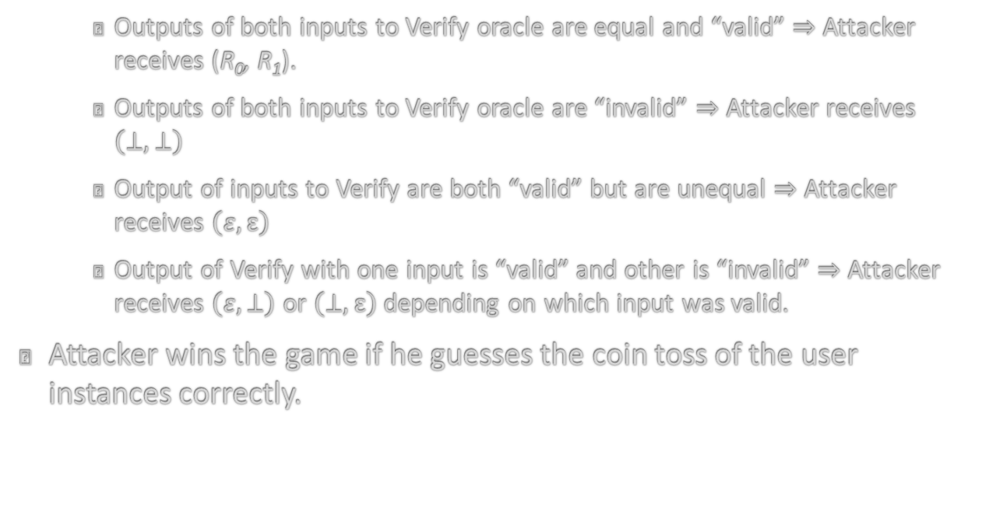 Outputs of both inputs to Verify oracle are equal and “valid” ⇒ Attacker
receives (R₀, R₁).
Outputs of both inputs to Verify oracle are “invalid” ⇒ Attacker receives
(⊥, ⊥)
Output of inputs to Verify are both “valid” but are unequal ⇒ Attacker
receives (ε, ε)
Output of Verify with one input is “valid” and other is “invalid” ⇒ Attacker
receives (ε, ⊥) or (⊥, ε) depending on which input was valid.
Attacker wins the game if he guesses the coin toss of the user
instances correctly.